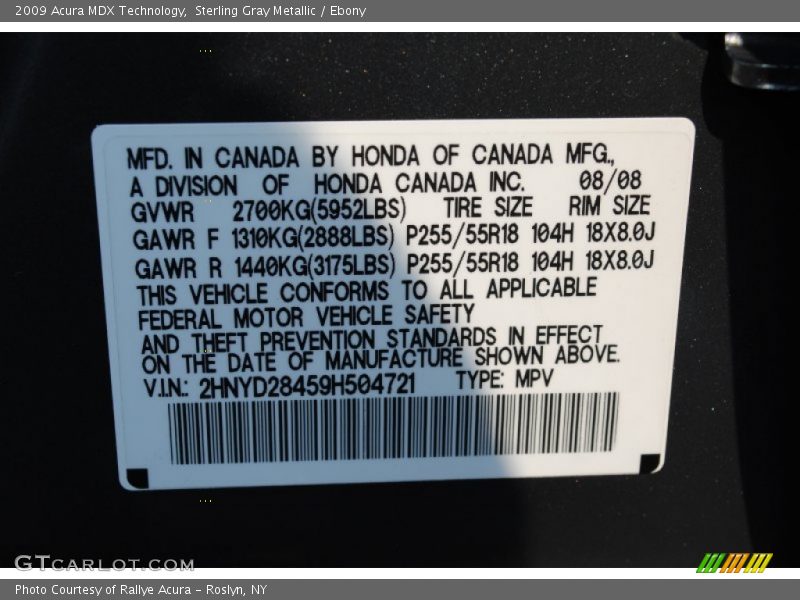 2009 Acura MDX Technology, Sterling Gray Metallic / Ebony
MFD. IN CANADA BY HONDA OF CANADA MFG.,
A DIVISION OF HONDA CANADA INC. 08/08
GVWR 2700KG(5952LBS) TIRE SIZE RIM SIZE
GAWR F 1310KG(2888LBS) P255/55R18 104H 18X8.0J
GAWR R 1440KG(3175LBS) P255/55R18 104H 18X8.0J
THIS VEHICLE CONFORMS TO ALL APPLICABLE
FEDERAL MOTOR VEHICLE SAFETY
AND THEFT PREVENTION STANDARDS IN EFFECT
ON THE DATE OF MANUFACTURE SHOWN ABOVE.
V.I.N: 2HNYD28459H504721 TYPE: MPV
GTCARLOT.COM
Photo Courtesy of Rallye Acura - Roslyn, NY